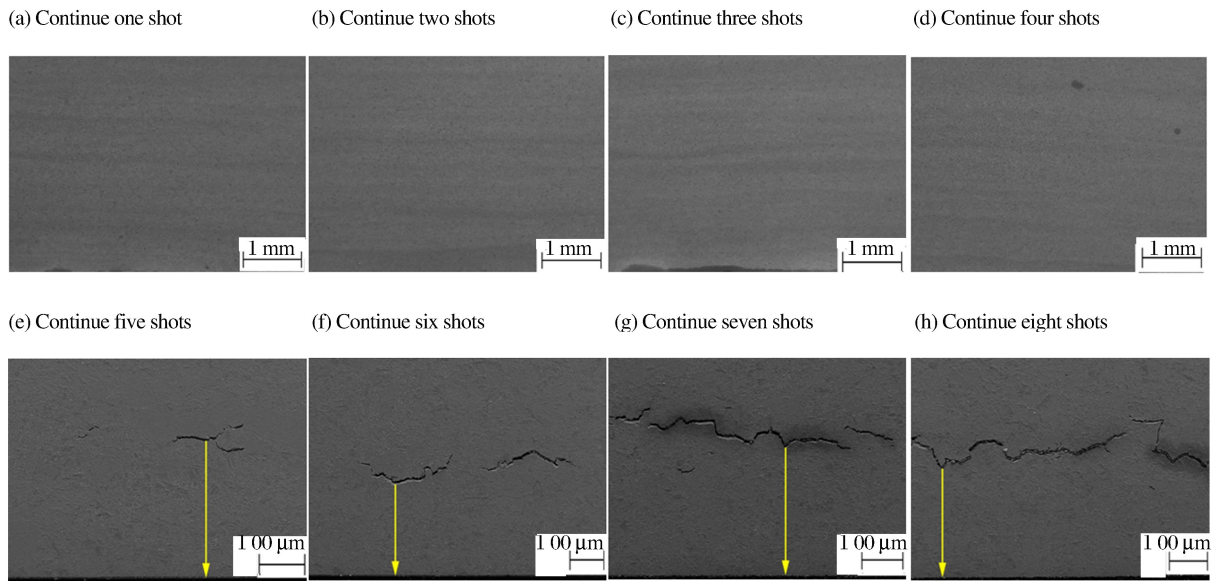 (a) Continue one shot
(b) Continue two shots
(c) Continue three shots
(d) Continue four shots
1 mm
1 mm
1 mm
1 mm
(e) Continue five shots
(f) Continue six shots
(g) Continue seven shots
(h) Continue eight shots
1 00 μm
1 00 μm
1 00 μm
1 00 μm